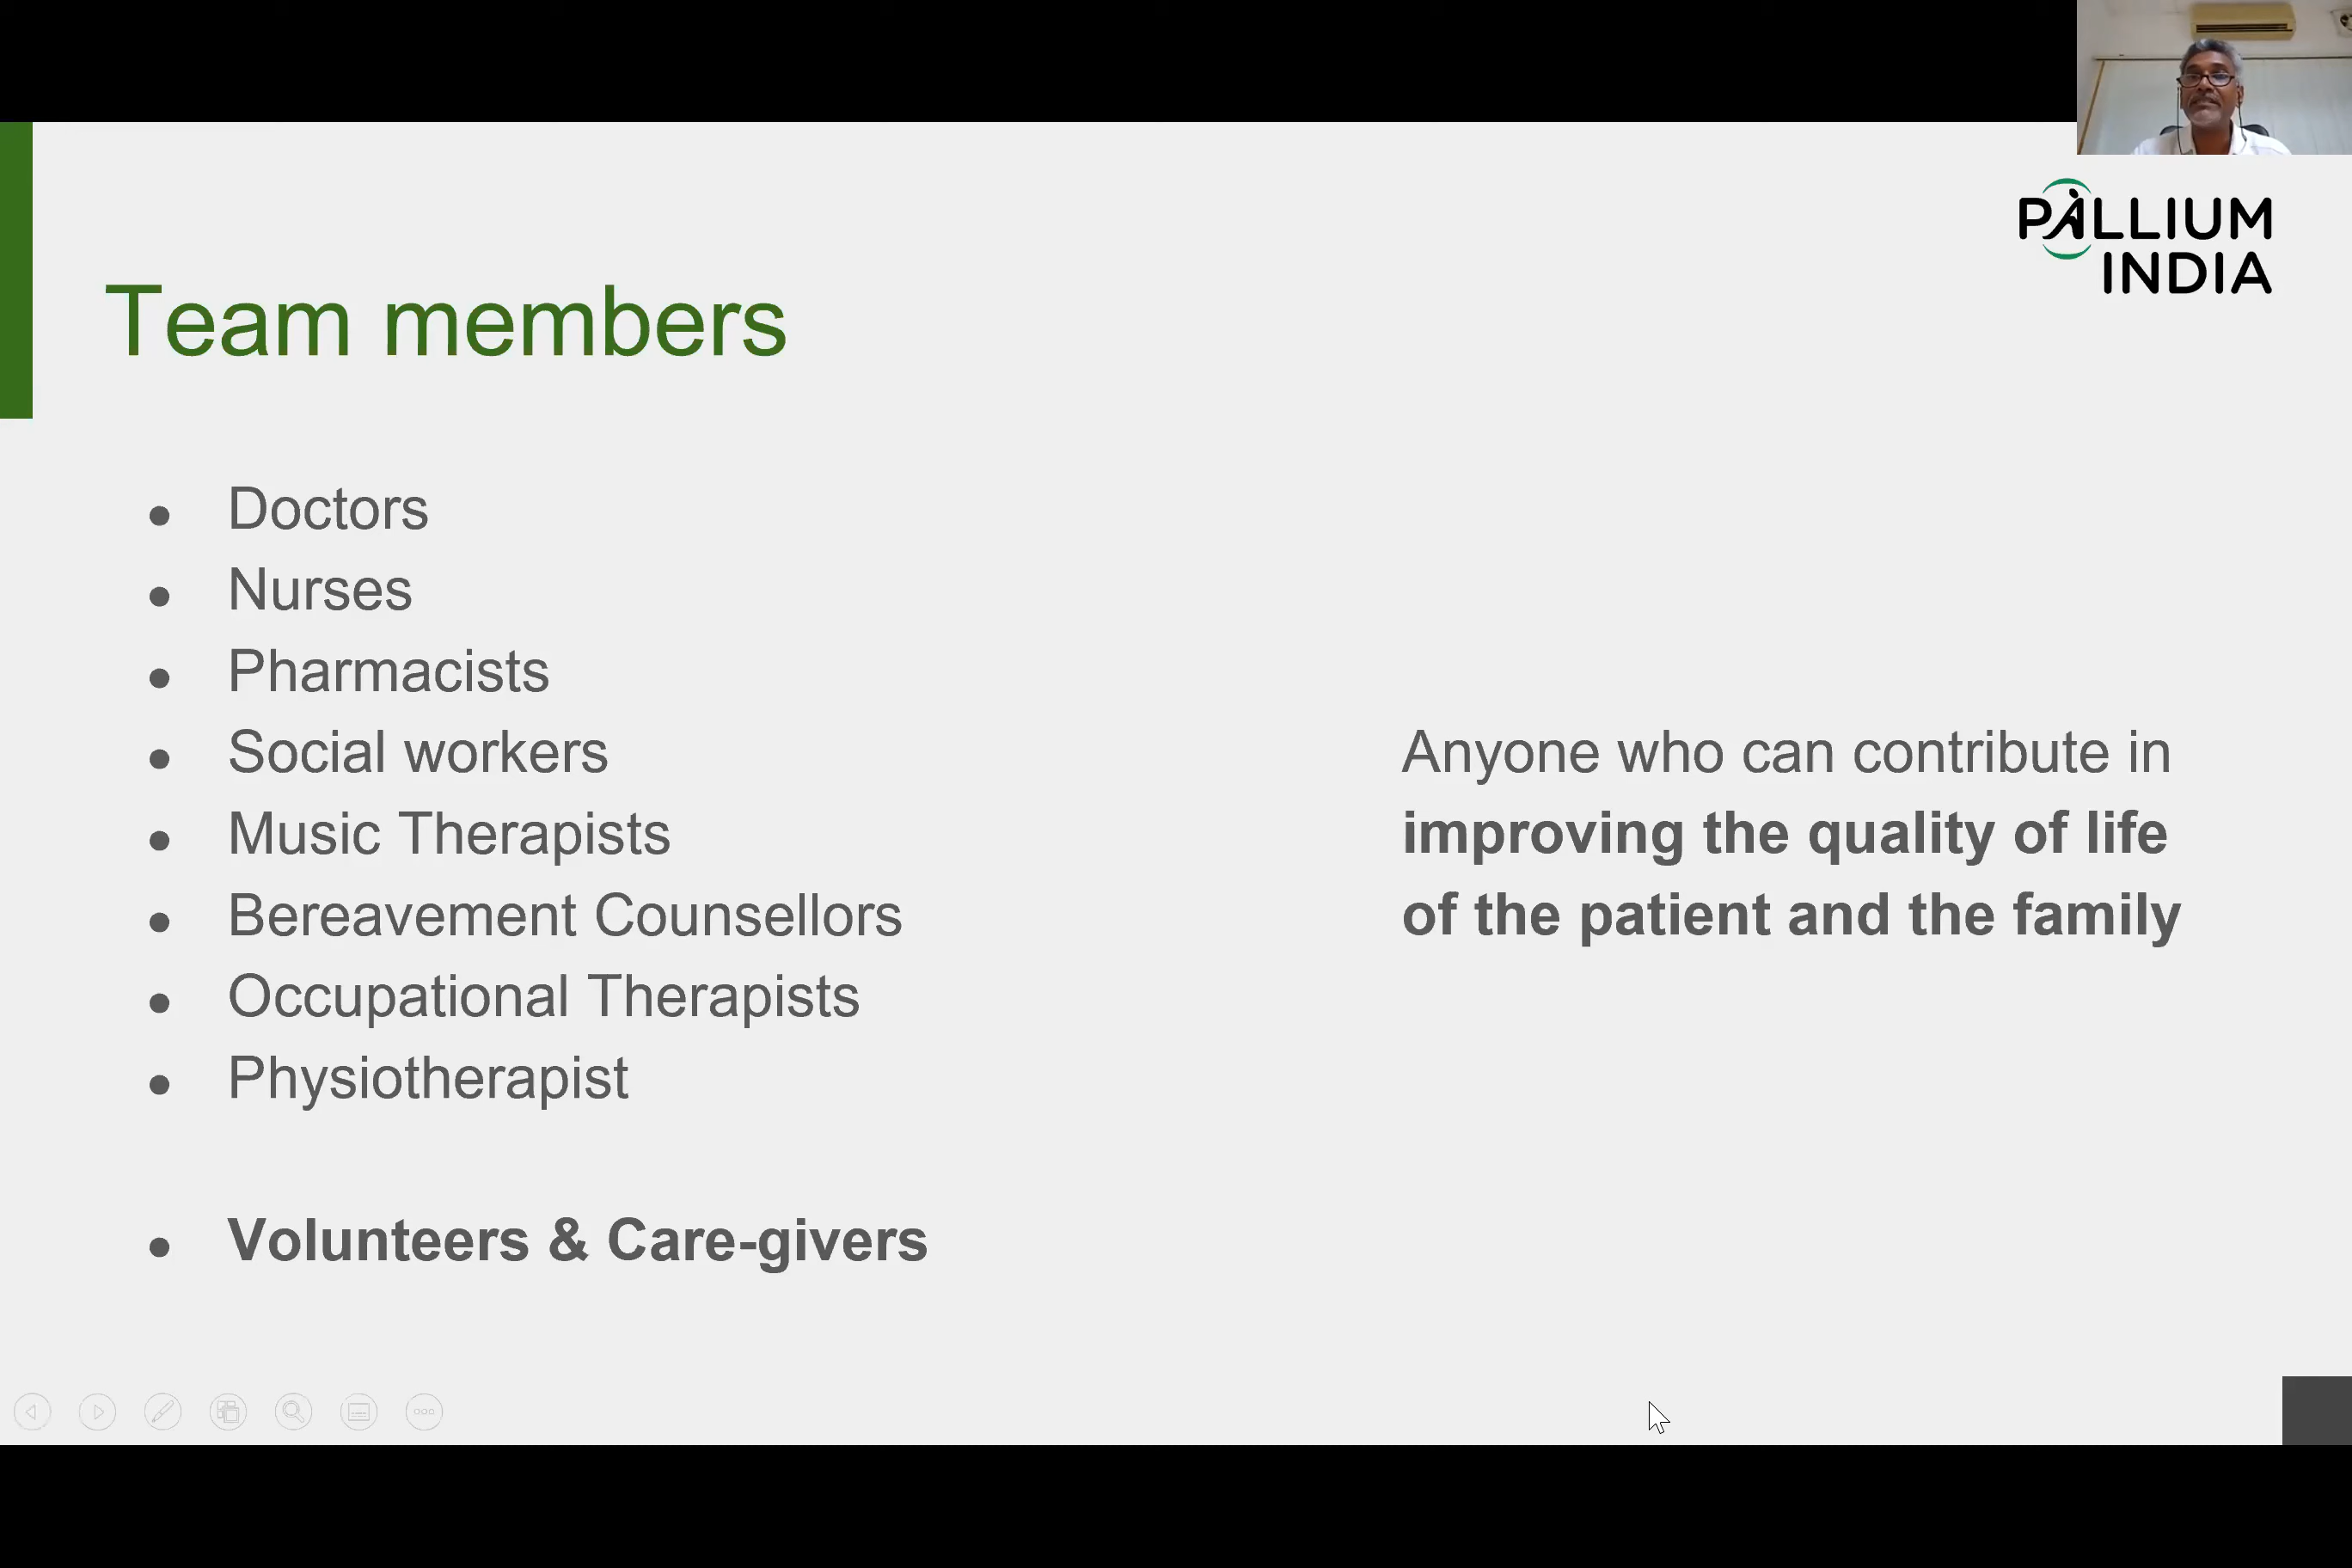 PALLIUM
INDIA
Team members
Doctors
Nurses
Pharmacists
Social workers
Music Therapists
Bereavement Counsellors
Occupational Therapists
Physiotherapist
Volunteers & Care-givers
Anyone who can contribute in
improving the quality of life
of the patient and the family